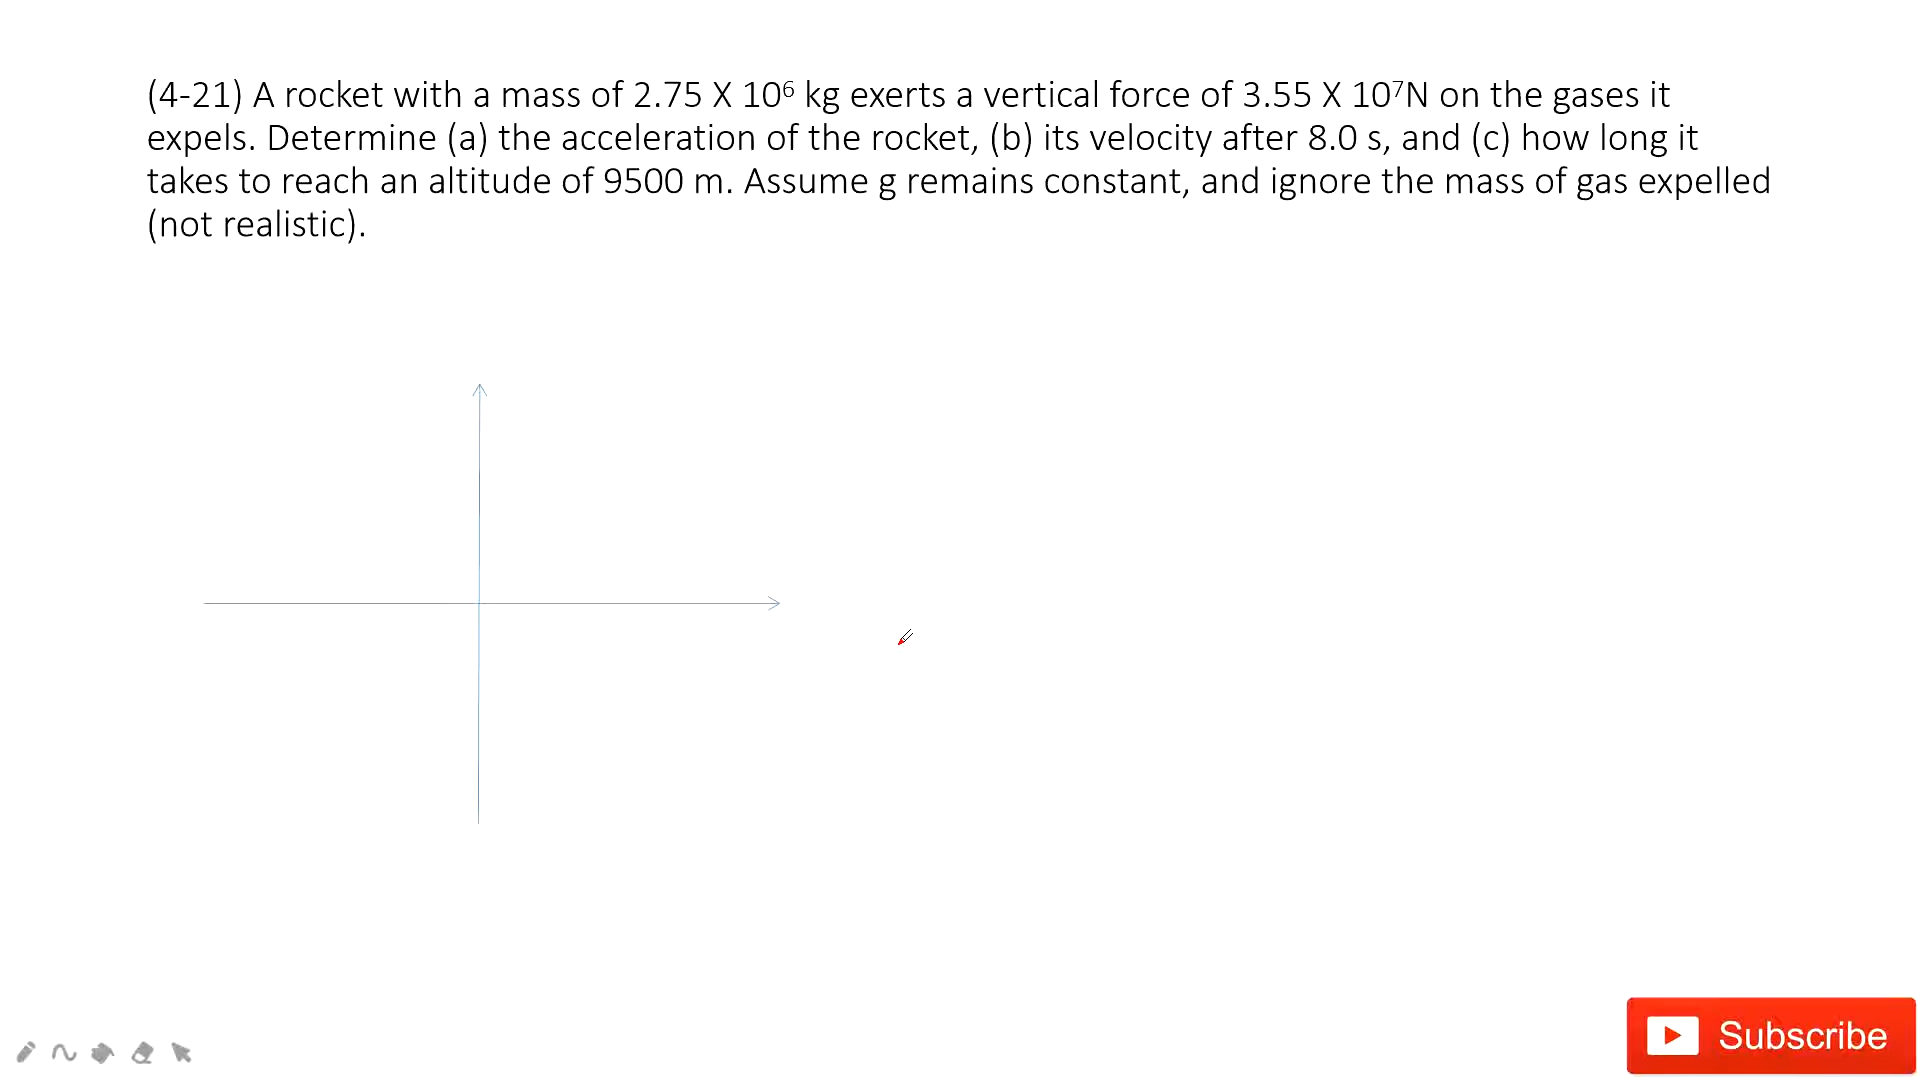 (4-21) A rocket with a mass of 2.75 X 10⁶ kg exerts a vertical force of 3.55 X 10⁷N on the gases it
expels. Determine (a) the acceleration of the rocket, (b) its velocity after 8.0 s, and (c) how long it
takes to reach an altitude of 9500 m. Assume g remains constant, and ignore the mass of gas expelled
(not realistic).
Subscribe